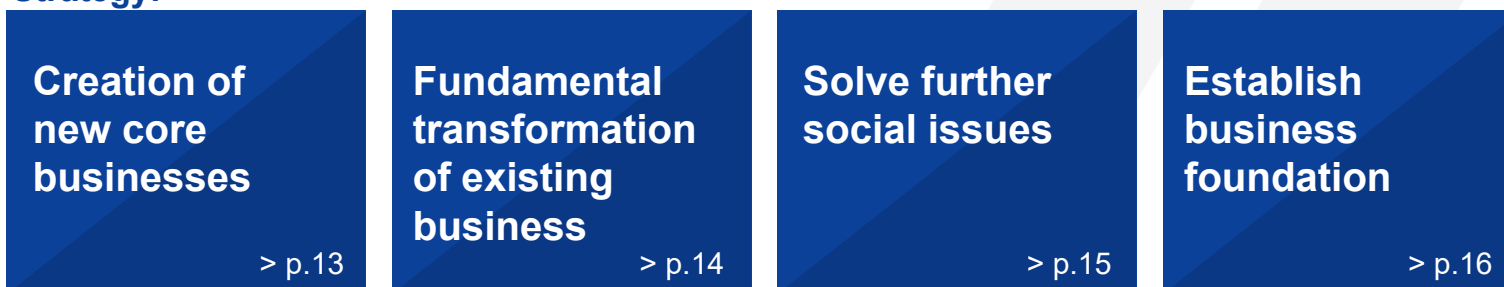 Strategy:
Creation of
new core
businesses
> p.13
Fundamental
transformation
of existing
business
> p.14
Solve further
social issues
> p.15
Establish
business
foundation
> p.16